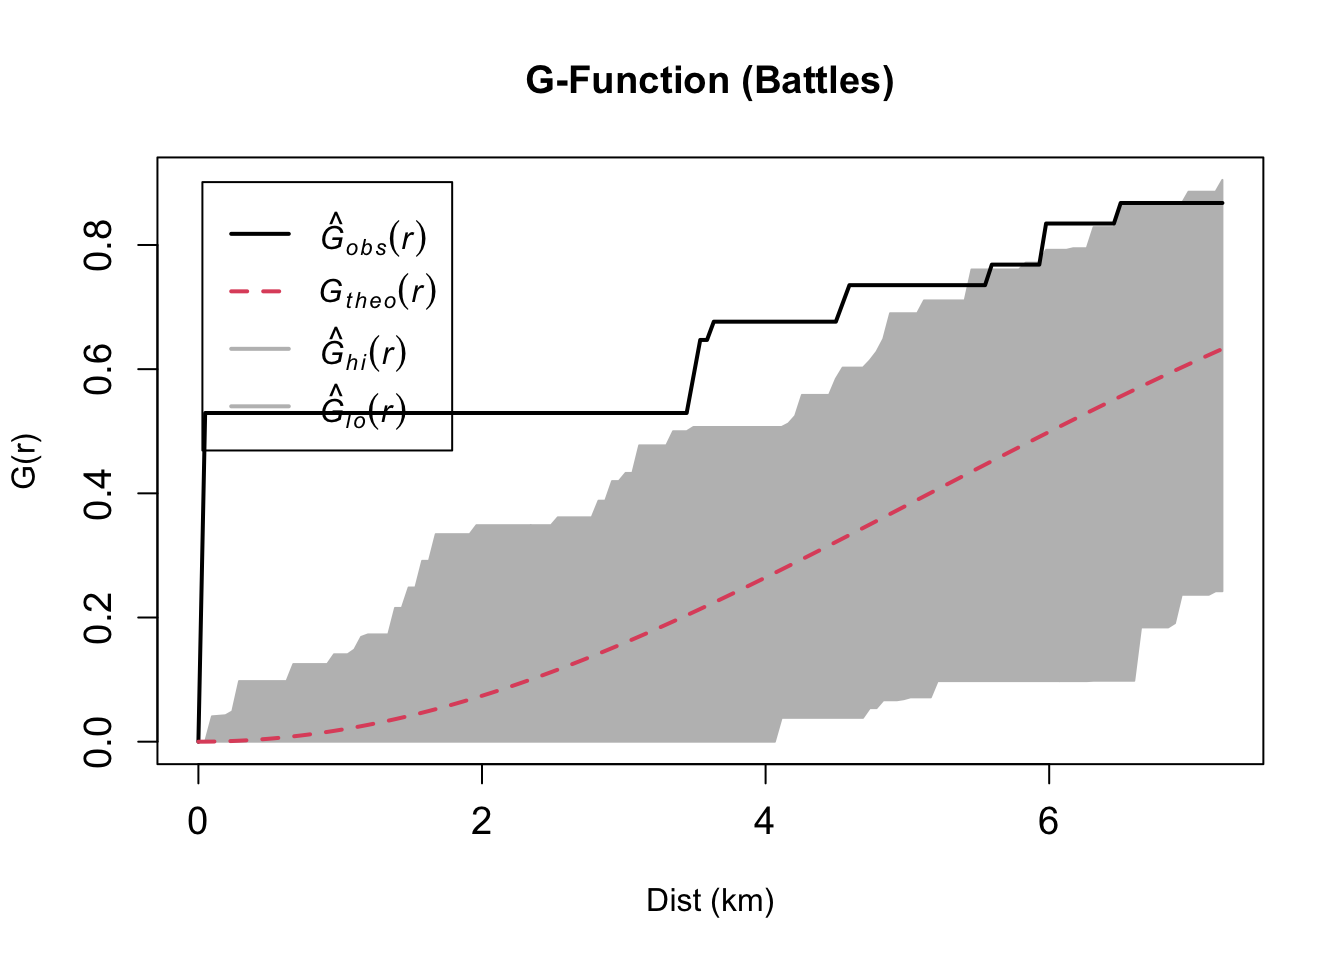 G-Function (Battles)
Ĝobs(r)
Gtheo(r)
Ĝhi(r)
Ĝlo(r)
G(r)
0.8
0.6
0.4
0.2
0.0
0 2 4 6
Dist (km)